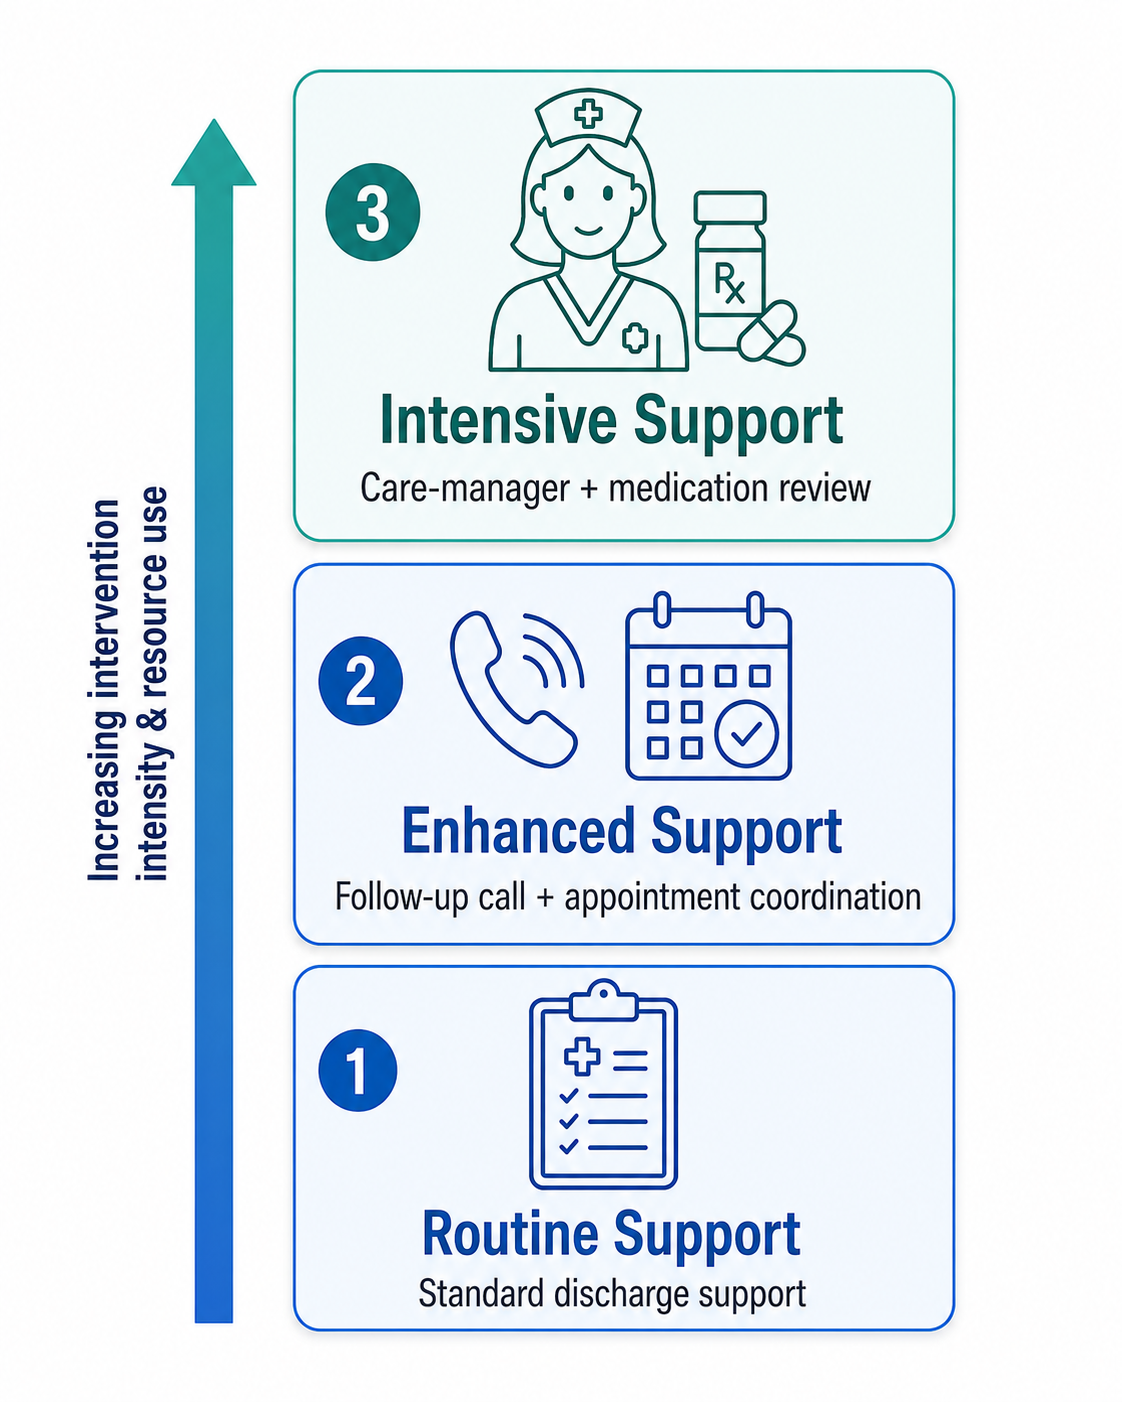 3
Rx
Intensive Support
Care-manager + medication review
Increasing intervention
intensity & resource use
2
Enhanced Support
Follow-up call + appointment coordination
1
Routine Support
Standard discharge support